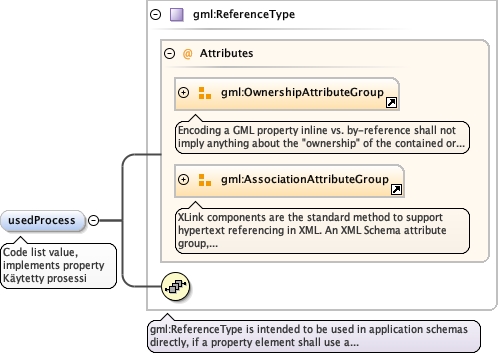 gml:ReferenceType
@ Attributes
gml:OwnershipAttributeGroup
Encoding a GML property inline vs. by-reference shall not
imply anything about the "ownership" of the contained or...
gml:AssociationAttributeGroup
XLink components are the standard method to support
hypertext referencing in XML. An XML Schema attribute
group,...
usedProcess
Code list value,
implements property
Käytetty prosessi
gml:ReferenceType is intended to be used in application schemas
directly, if a property element shall use a...